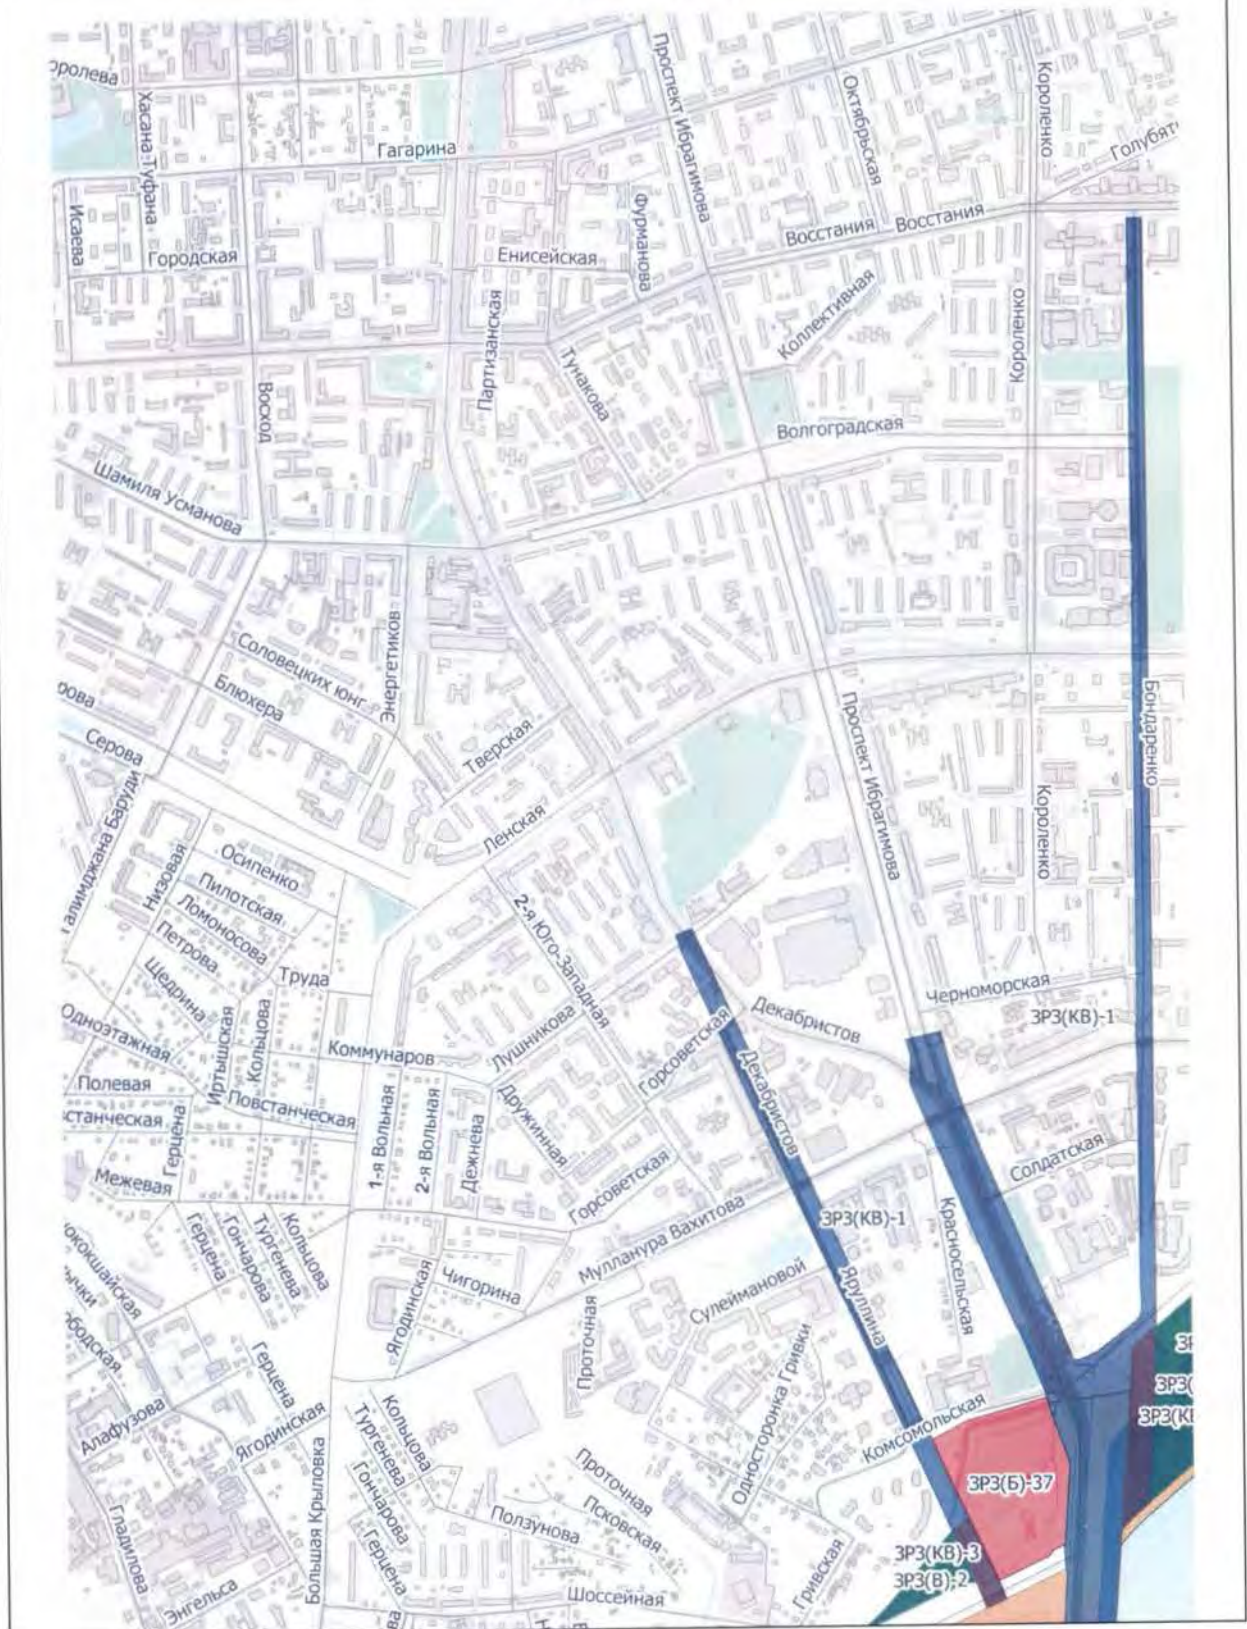 Проспект Ибрагимова
Короленко
Октябрьская
Хасана Туфана
Гагарина
Исаева
Фурманова
Восстания
Восстания
Городская
Енисейская
Партизанская
Коллективная
Короленко
Тунакова
Восход
Волгоградская
Шамиля Усманова
Энергетиков
Соловецких юнг
Блюхера
Тверская
Серова
Проспект Ибрагимова
Бондаренко
Ленская
Короленко
Низовая
Осипенко
Пилотская
Ломоносова
Петрова
2-я Юго-Западная
Щедрина
Труда
Черноморская
ЗРЗ(КВ)-1
Декабристов
Одноэтажная
Иртышская
Кольцова
Коммунаров
Лушникова
Горсоветская
Декабристов
Полевая
Повстанческая
1-я Вольная
2-я Вольная
Дежнева
Дружинная
Герцена
Межевая
Солдатская
Горсоветская
Муллануpа Вахитова
ЗРЗ(КВ)-1
Красносельская
Герцена
Гончарова
Тургенева
Кольцова
Чигорина
Ягодинская
Сулеймановой
Яруллина
Проточная
Односторонка Гривки
Герцена
Алафузова
Ягодинская
Кольцова
Тургенева
Гончарова
Герцена
Комсомольская
Большая Крыловка
Проточная
Псковская
Ползунова
ЗРЗ(Б)-37
Гладилова
Энгельса
Шоссейная
Гривская
ЗРЗ(КВ)-3
ЗРЗ(В)-2